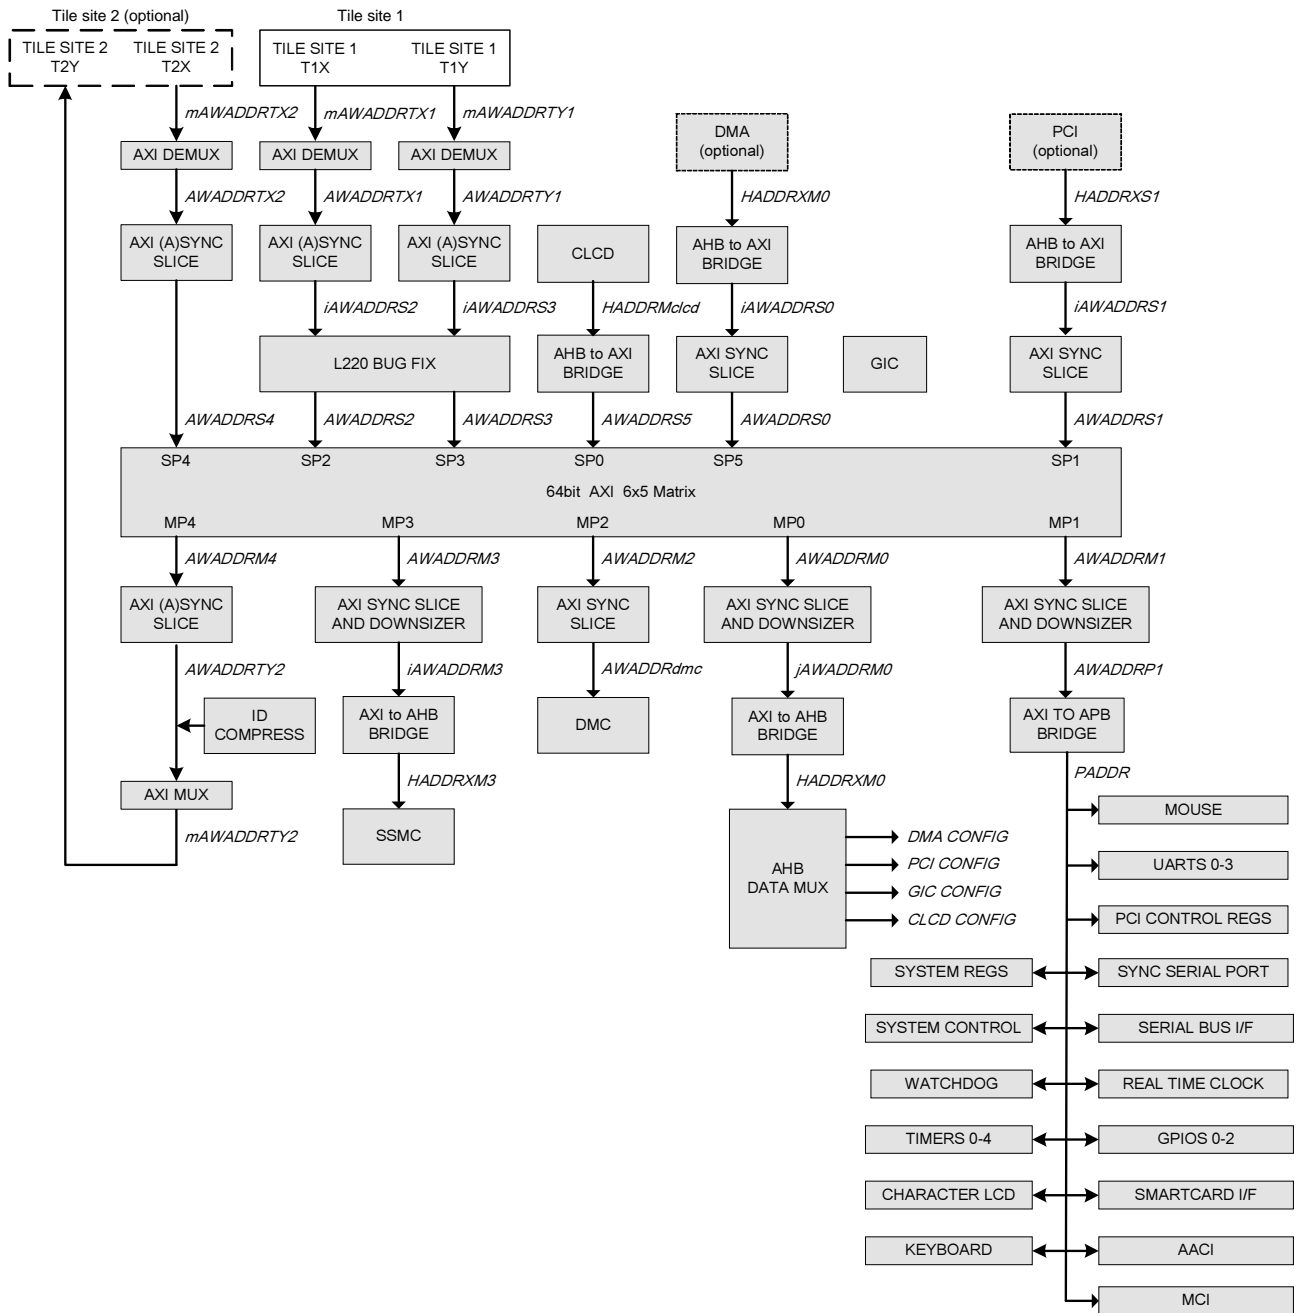 Tile site 2 (optional)
Tile site 1
TILE SITE 2
T2Y
TILE SITE 2
T2X
TILE SITE 1
T1X
TILE SITE 1
T1Y
mAWADDRTX2
mAWADDRTX1
mAWADDRTY1
DMA
(optional)
PCI
(optional)
AXI DEMUX
AXI DEMUX
AXI DEMUX
AWADDRTX2
AWADDRTX1
AWADDRTY1
HADDRXM0
HADDRXS1
AXI (A)SYNC
SLICE
AXI (A)SYNC
SLICE
AXI (A)SYNC
SLICE
CLCD
AHB to AXI
BRIDGE
AHB to AXI
BRIDGE
iAWADDRS2
iAWADDRS3
HADDRMclcd
iAWADDRS0
iAWADDRS1
L220 BUG FIX
AHB to AXI
BRIDGE
AXI SYNC
SLICE
GIC
AXI SYNC
SLICE
AWADDRS4
AWADDRS2
AWADDRS3
AWADDRS5
AWADDRS0
AWADDRS1
SP4
SP2
SP3
SP0
SP5
SP1
64bit AXI 6x5 Matrix
MP4
MP3
MP2
MP0
MP1
AWADDRM4
AWADDRM3
AWADDRM2
AWADDRM0
AWADDRM1
AXI (A)SYNC
SLICE
AXI SYNC SLICE
AND DOWNSIZER
AXI SYNC
SLICE
AXI SYNC SLICE
AND DOWNSIZER
AXI SYNC SLICE
AND DOWNSIZER
AWADDRTY2
iAWADDRM3
AWADDRdmc
jAWADDRM0
AWADDRP1
ID
COMPRESS
AXI to AHB
BRIDGE
DMC
AXI to AHB
BRIDGE
AXI TO APB
BRIDGE
HADDRXM3
HADDRXM0
PADDR
AXI MUX
mAWADDRTY2
SSMC
AHB
DATA MUX
DMA CONFIG
PCI CONFIG
GIC CONFIG
CLCD CONFIG
MOUSE
UARTS 0-3
PCI CONTROL REGS
SYSTEM REGS
SYNC SERIAL PORT
SYSTEM CONTROL
SERIAL BUS I/F
WATCHDOG
REAL TIME CLOCK
TIMERS 0-4
GPIOS 0-2
CHARACTER LCD
SMARTCARD I/F
KEYBOARD
AACI
MCI